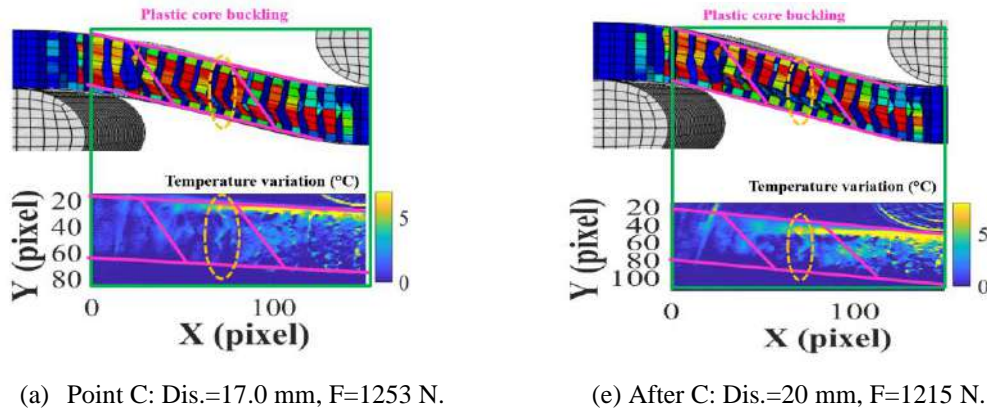 Plastic core buckling
Temperature variation (°C)
Y (pixel)
20
40
60
80
5
0
0
100
X (pixel)
(a) Point C: Dis.=17.0 mm, F=1253 N.
Plastic core buckling
Temperature variation (°C)
Y (pixel)
20
40
60
80
100
5
0
0
100
X (pixel)
(e) After C: Dis.=20 mm, F=1215 N.